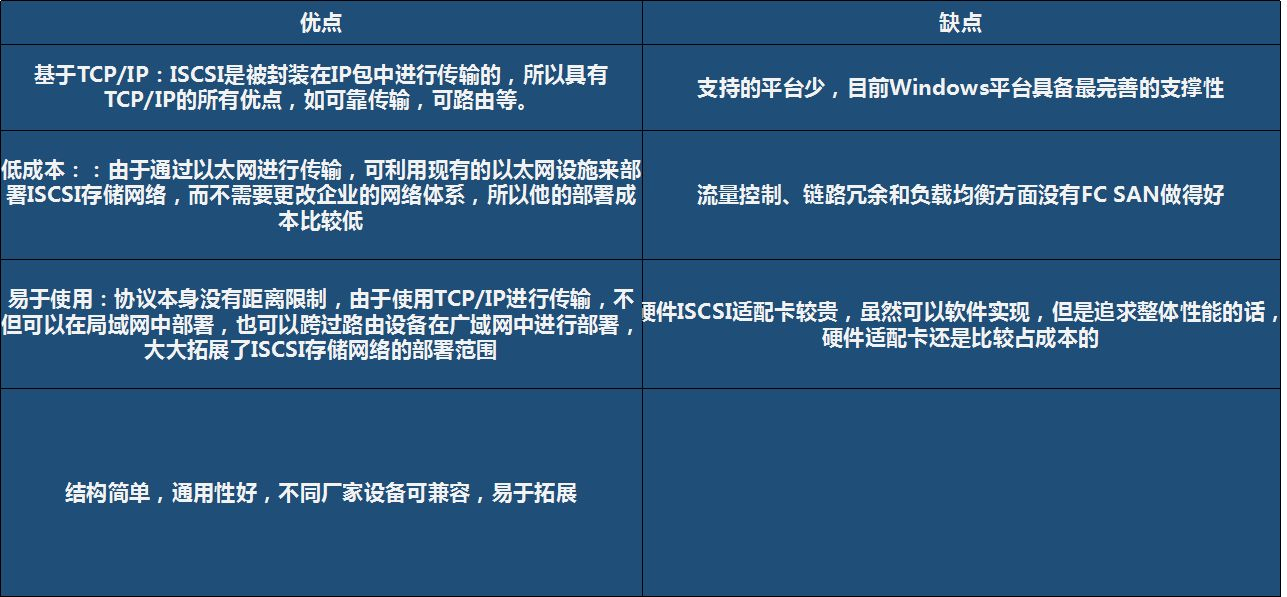 优点
缺点
基于TCP/IP：ISCSI是被封装在IP包中进行传输的，所以具有
TCP/IP的所有优点，如可靠传输，可路由等。
支持的平台少，目前Windows平台具备最完善的支撑性
低成本：：由于通过以太网进行传输，可利用现有的以太网设施来部
署ISCSI存储网络，而不需要更改企业的网络体系，所以他的部署成
本比较低
流量控制、链路冗余和负载均衡方面没有FC SAN做得好
易于使用：协议本身没有距离限制，由于使用TCP/IP进行传输，不
但可以在局域网中部署，也可以跨过路由设备在广域网中进行部署，
大大拓展了ISCSI存储网络的部署范围
硬件ISCSI适配卡较贵，虽然可以软件实现，但是追求整体性能的话，
硬件适配卡还是比较占成本的
结构简单，通用性好，不同厂家设备可兼容，易于拓展